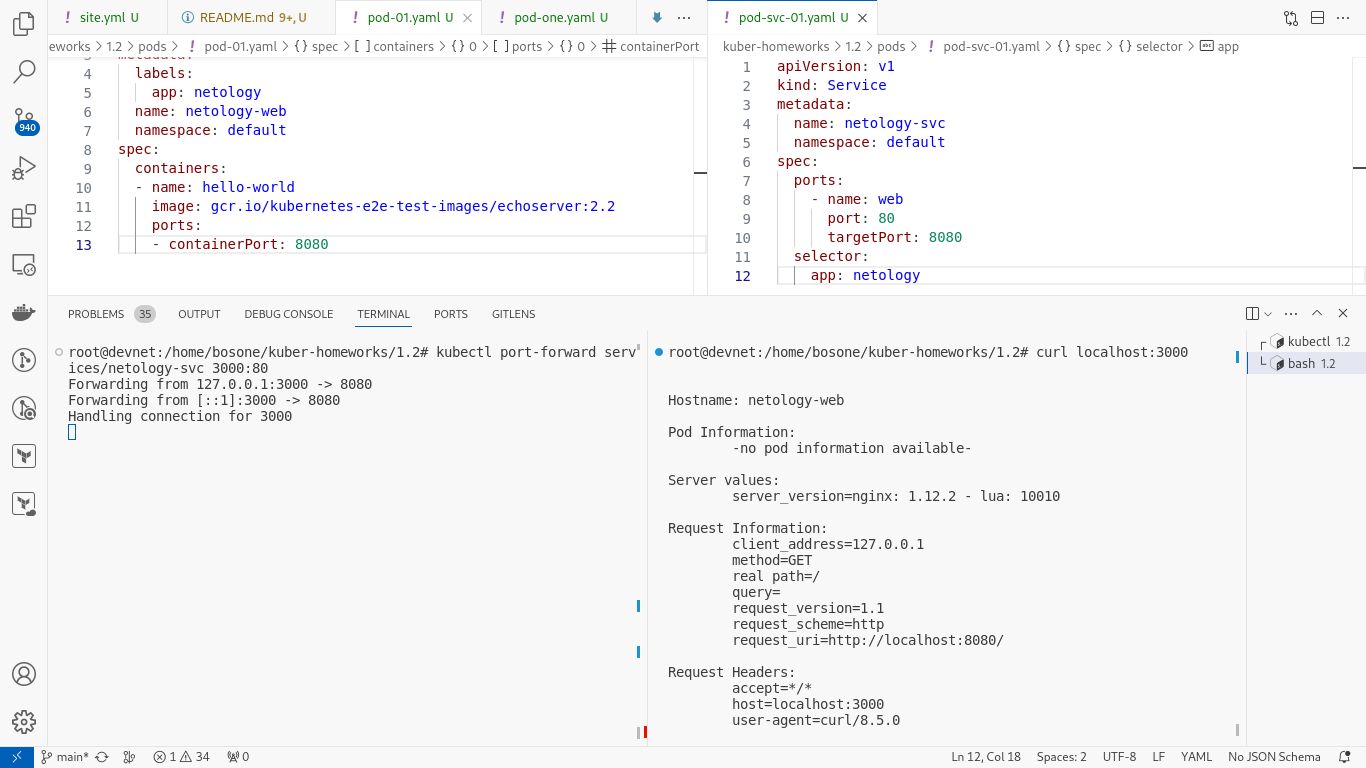 site.yml U
README.md 9+, U
pod-01.yaml U
pod-one.yaml U
pod-svc-01.yaml U
eworks > 1.2 > pods > pod-01.yaml > {} spec > [ ] containers > {} 0 > [ ] ports > {} 0 > containerPort
kuber-homeworks > 1.2 > pods > pod-svc-01.yaml > {} spec > {} selector > app
3 metadata:
4 labels:
5 app: netology
6 name: netology-web
7 namespace: default
8 spec:
9 containers:
10 - name: hello-world
11 image: gcr.io/kubernetes-e2e-test-images/echoserver:2.2
12 ports:
13 - containerPort: 8080
1 apiVersion: v1
2 kind: Service
3 metadata:
4 name: netology-svc
5 namespace: default
6 spec:
7 ports:
8 - name: web
9 port: 80
10 targetPort: 8080
11 selector:
12 app: netology
940
PROBLEMS 35 OUTPUT DEBUG CONSOLE TERMINAL PORTS GITLENS
root@devnet:/home/bosone/kuber-homeworks/1.2# kubectl port-forward serv
ices/netology-svc 3000:80
Forwarding from 127.0.0.1:3000 -> 8080
Forwarding from [::1]:3000 -> 8080
Handling connection for 3000
root@devnet:/home/bosone/kuber-homeworks/1.2# curl localhost:3000
Hostname: netology-web
Pod Information:
-no pod information available-
Server values:
server_version=nginx: 1.12.2 - lua: 10010
Request Information:
client_address=127.0.0.1
method=GET
real path=/
query=
request_version=1.1
request_scheme=http
request_uri=http://localhost:8080/
Request Headers:
accept=*/*
host=localhost:3000
user-agent=curl/8.5.0
kubectl 1.2
bash 1.2
main* 1 34 0
Ln 12, Col 18 Spaces: 2 UTF-8 LF YAML No JSON Schema